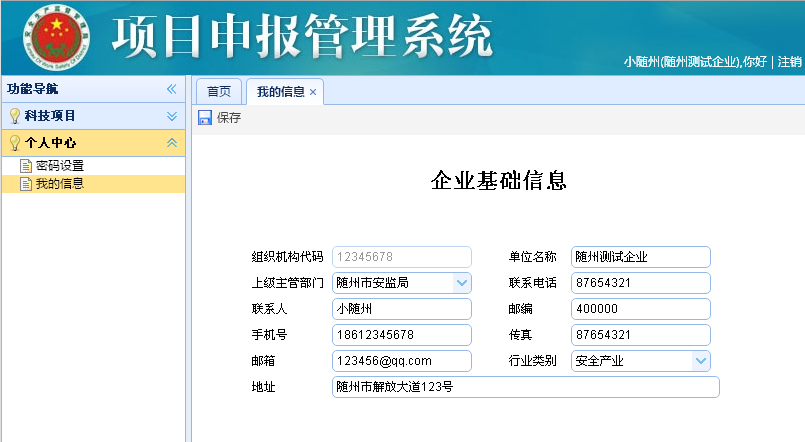 项目申报管理系统
小随州(随州测试企业),你好 | 注销
功能导航
首页
我的信息
科技项目
保存
个人中心
密码设置
我的信息
企业基础信息
组织机构代码 12345678 单位名称 随州测试企业
上级主管部门 随州市安监局 联系电话 87654321
联系人 小随州 邮编 400000
手机号 18612345678 传真 87654321
邮箱 123456@qq.com 行业类别 安全产业
地址 随州市解放大道123号